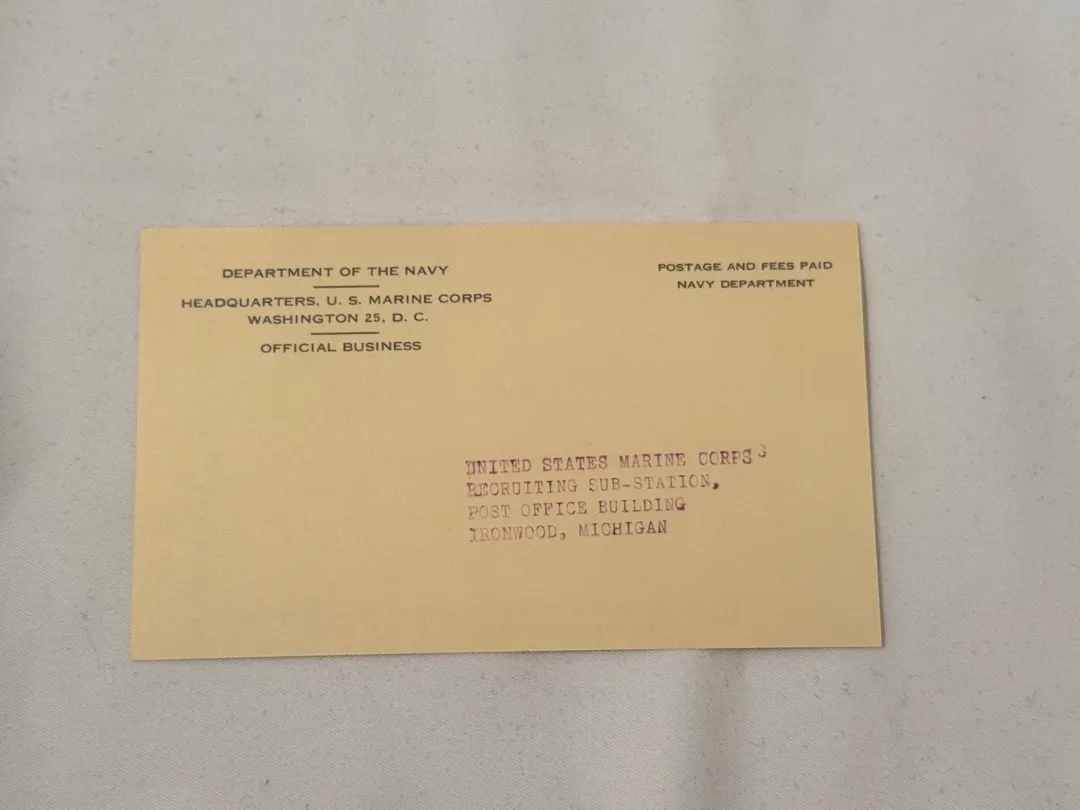 DEPARTMENT OF THE NAVY
HEADQUARTERS, U. S. MARINE CORPS
WASHINGTON 25, D. C.
OFFICIAL BUSINESS
POSTAGE AND FEES PAID
NAVY DEPARTMENT
UNITED STATES MARINE CORPS
RECRUITING SUB-STATION,
POST OFFICE BUILDING
IRONWOOD, MICHIGAN